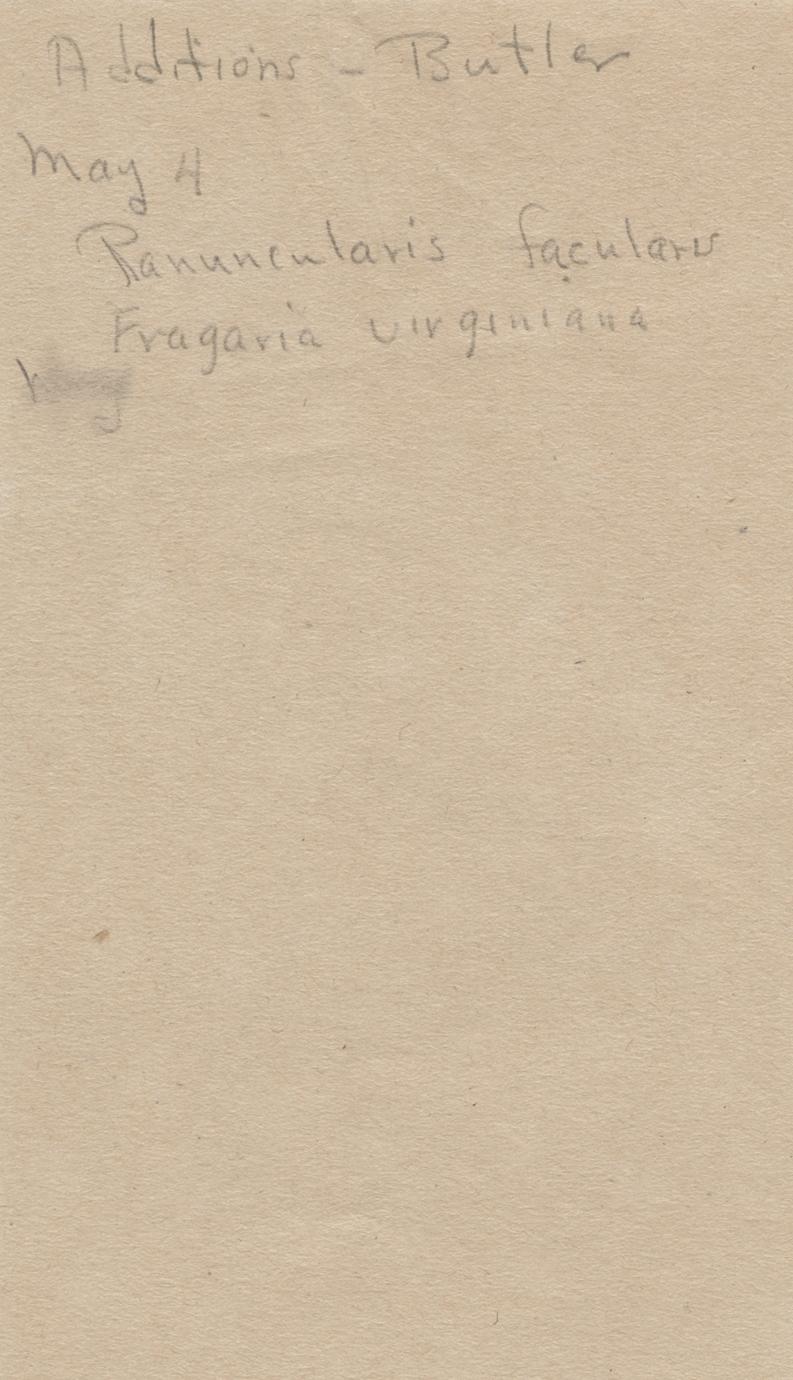 Additions - Butler
May 4
Ranuncularis facularis
Fragaria virginiana